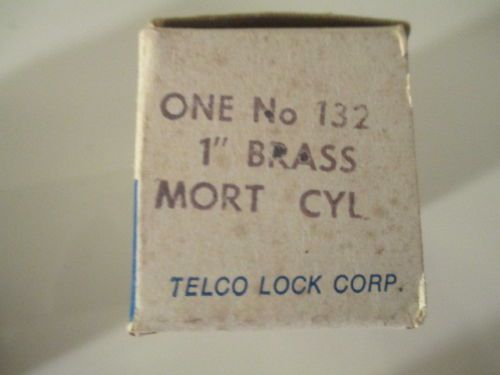 ONE No 132
1" BRASS
MORT CYL
TELCO LOCK CORP.